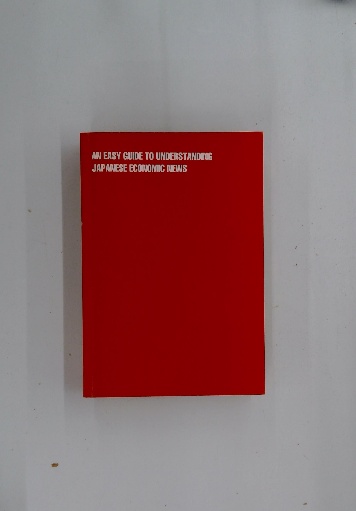 AN EASY GUIDE TO UNDERSTANDING
JAPANESE ECONOMIC NEWS